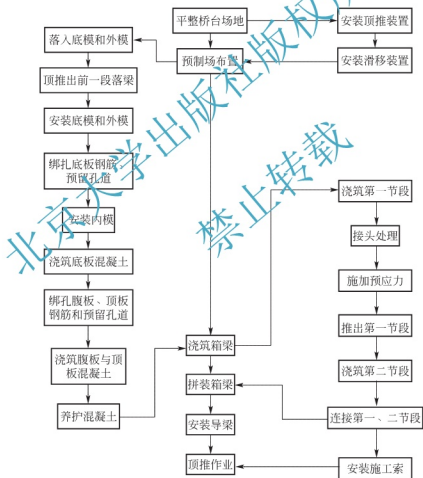 平整桥台场地
安装顶推装置
落入底模和外模
预制场布置
安装滑移装置
顶推出前一段落梁
安装底模和外模
绑扎底板钢筋、
预留孔道
安装内模
浇筑底板混凝土
绑孔腹板、顶板
钢筋和预留孔道
浇筑腹板与顶
板混凝土
养护混凝土
浇筑箱梁
拼装箱梁
安装导梁
顶推作业
浇筑第一节段
接头处理
施加预应力
推出第一节段
浇筑第二节段
连接第一、二节段
安装施工索
北京大学出版社版权所有
禁止转载